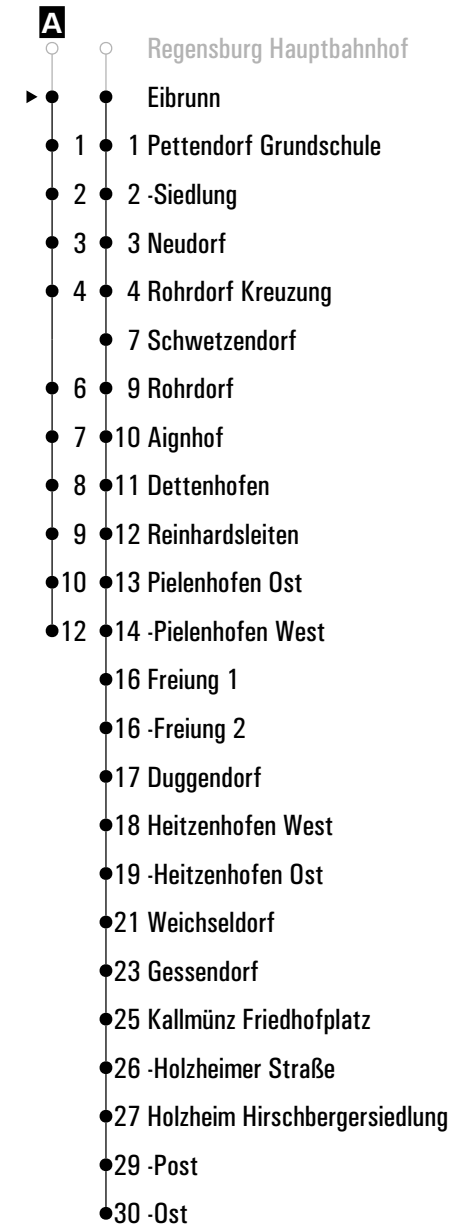 A
Regensburg Hauptbahnhof
Eibrunn
1 1 Pettendorf Grundschule
2 2 -Siedlung
3 3 Neudorf
4 4 Rohrdorf Kreuzung
7 Schwetzendorf
6 9 Rohrdorf
7 10 Aignhof
8 11 Dettenhofen
9 12 Reinhardsleiten
10 13 Pielenhofen Ost
12 14 -Pielenhofen West
16 Freiung 1
16 -Freiung 2
17 Duggendorf
18 Heitzenhofen West
19 -Heitzenhofen Ost
21 Weichseldorf
23 Gessendorf
25 Kallmünz Friedhofplatz
26 -Holzheimer Straße
27 Holzheim Hirschbergersiedlung
29 -Post
30 -Ost